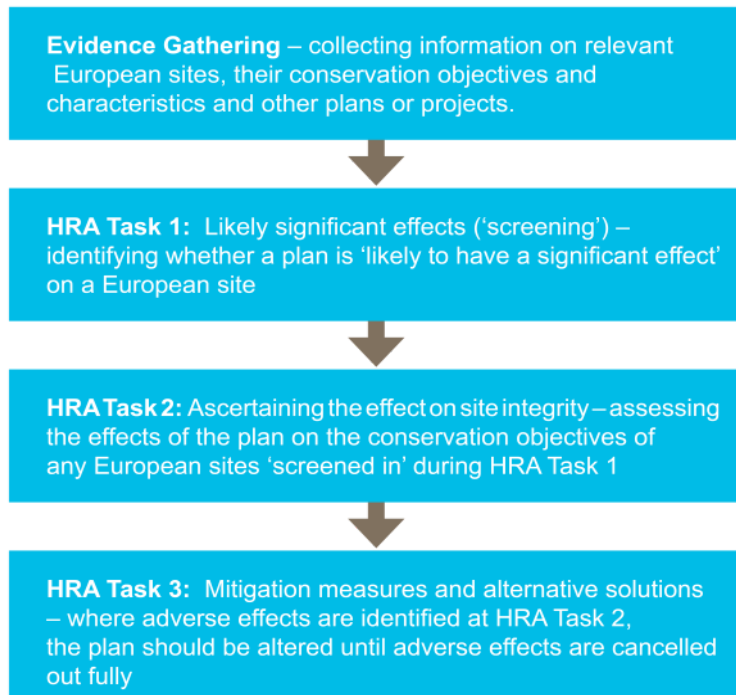 Evidence Gathering – collecting information on relevant
European sites, their conservation objectives and
characteristics and other plans or projects.
HRA Task 1: Likely significant effects (‘screening’) –
identifying whether a plan is ‘likely to have a significant effect’
on a European site
HRA Task 2: Ascertaining the effect on site integrity – assessing
the effects of the plan on the conservation objectives of
any European sites ‘screened in’ during HRA Task 1
HRA Task 3: Mitigation measures and alternative solutions
– where adverse effects are identified at HRA Task 2,
the plan should be altered until adverse effects are cancelled
out fully